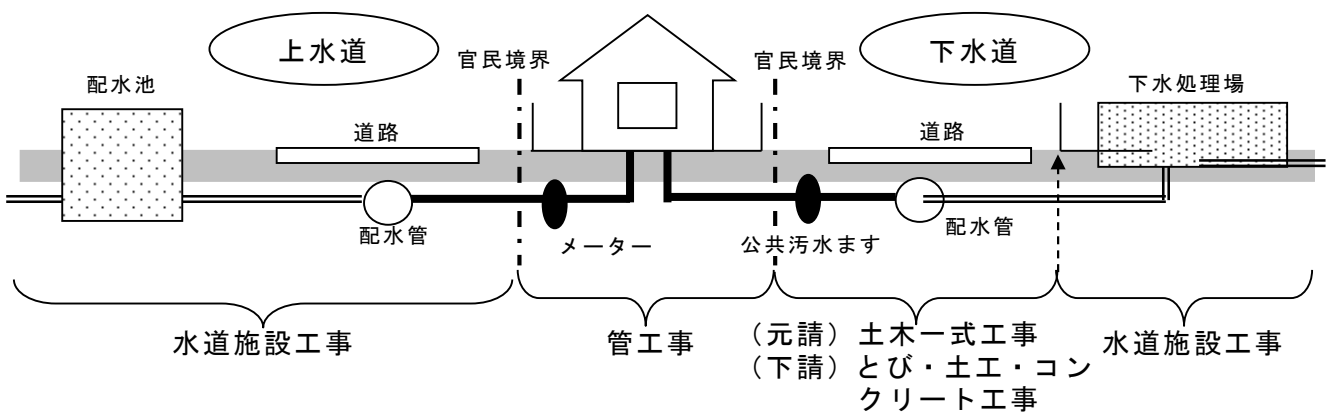 上水道
官民境界
官民境界
下水道
配水池
下水処理場
道路
道路
配水管
メーター
公共汚水ます
配水管
水道施設工事
管工事
（元請）土木一式工事
（下請）とび・土工・コン
クリート工事
水道施設工事